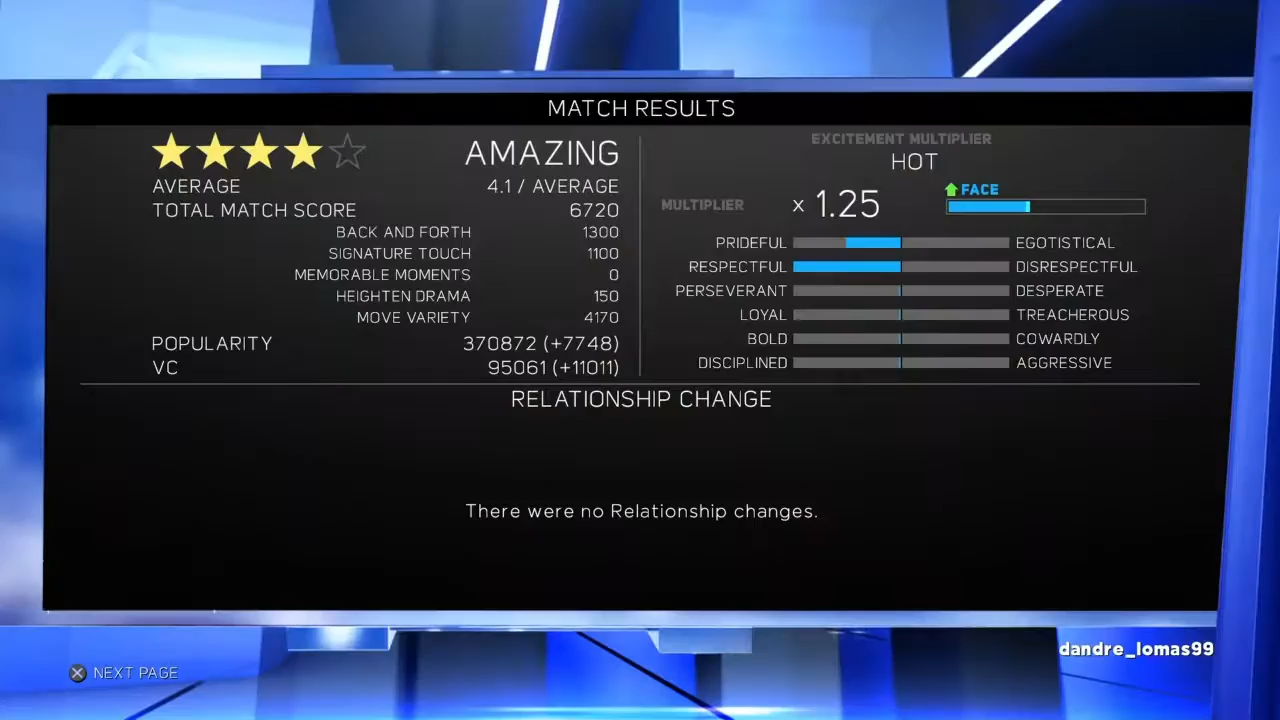 MATCH RESULTS
AMAZING
AVERAGE 4.1 / AVERAGE
TOTAL MATCH SCORE 6720
BACK AND FORTH 1300
SIGNATURE TOUCH 1100
MEMORABLE MOMENTS 0
HEIGHTEN DRAMA 150
MOVE VARIETY 4170
POPULARITY 370872 (+7748)
VC 95061 (+11011)
EXCITEMENT MULTIPLIER
HOT
FACE
MULTIPLIER x 1.25
PRIDEFUL EGOTISTICAL
RESPECTFUL DISRESPECTFUL
PERSEVERANT DESPERATE
LOYAL TREACHEROUS
BOLD COWARDLY
DISCIPLINED AGGRESSIVE
RELATIONSHIP CHANGE
There were no Relationship changes.
dandre_lomas99
NEXT PAGE